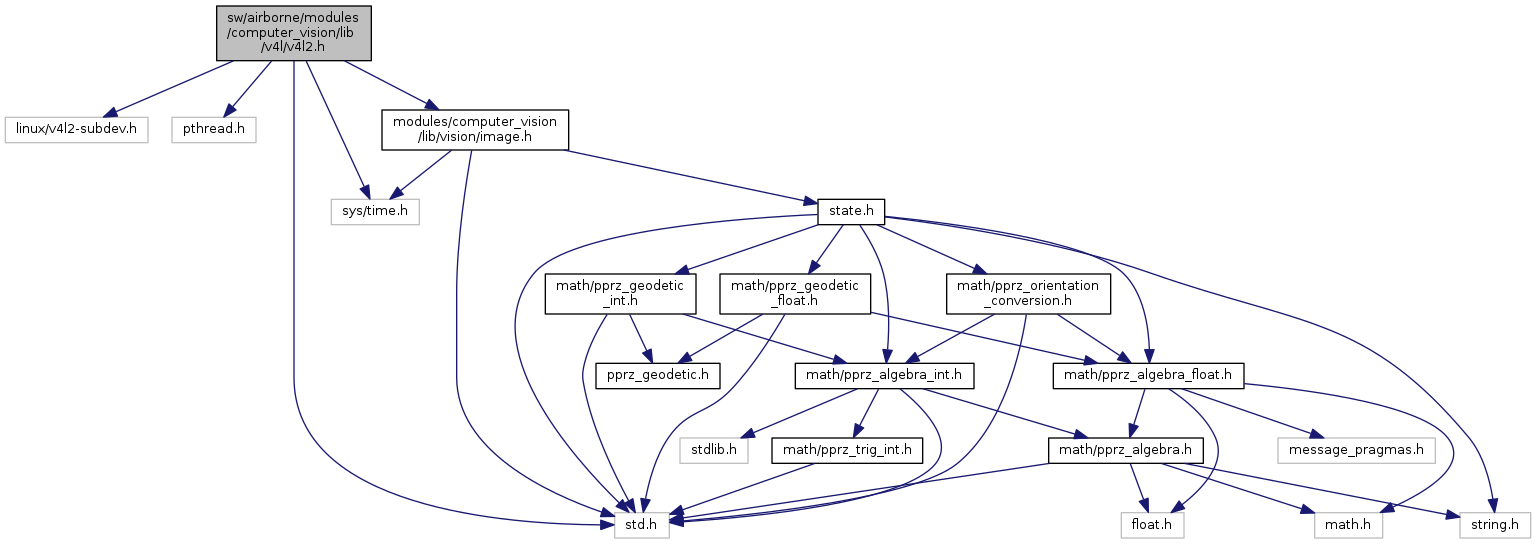 sw/airborne/modules
/computer_vision/lib
/v4l/v4l2.h
linux/v4l2-subdev.h
pthread.h
modules/computer_vision
/lib/vision/image.h
sys/time.h
state.h
math/pprz_geodetic
_int.h
math/pprz_geodetic
_float.h
math/pprz_orientation
_conversion.h
pprz_geodetic.h
math/pprz_algebra_int.h
math/pprz_algebra_float.h
stdlib.h
math/pprz_trig_int.h
math/pprz_algebra.h
message_pragmas.h
std.h
float.h
math.h
string.h